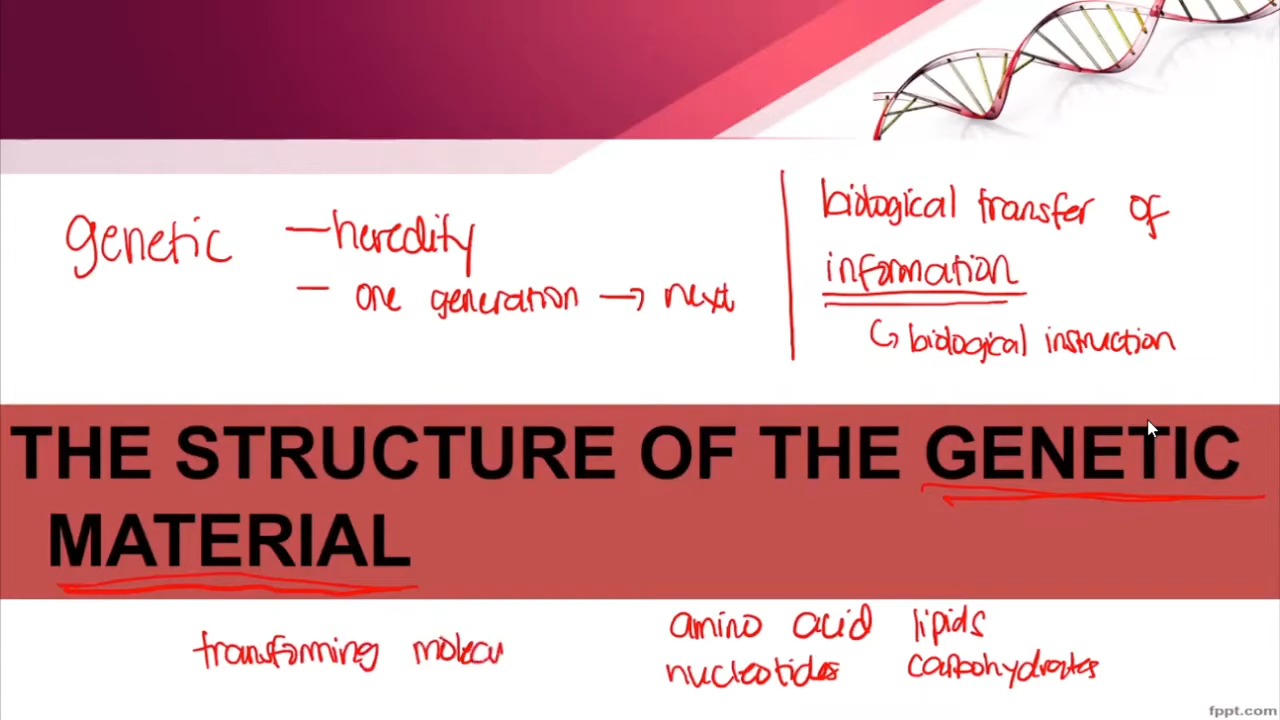 genetic — heredity
— one generation → next
biological transfer of
information
↪ biological instruction
THE STRUCTURE OF THE GENETIC
MATERIAL
transforming molecu
amino acid lipids
nucleotides carbohydrates
fppt.com